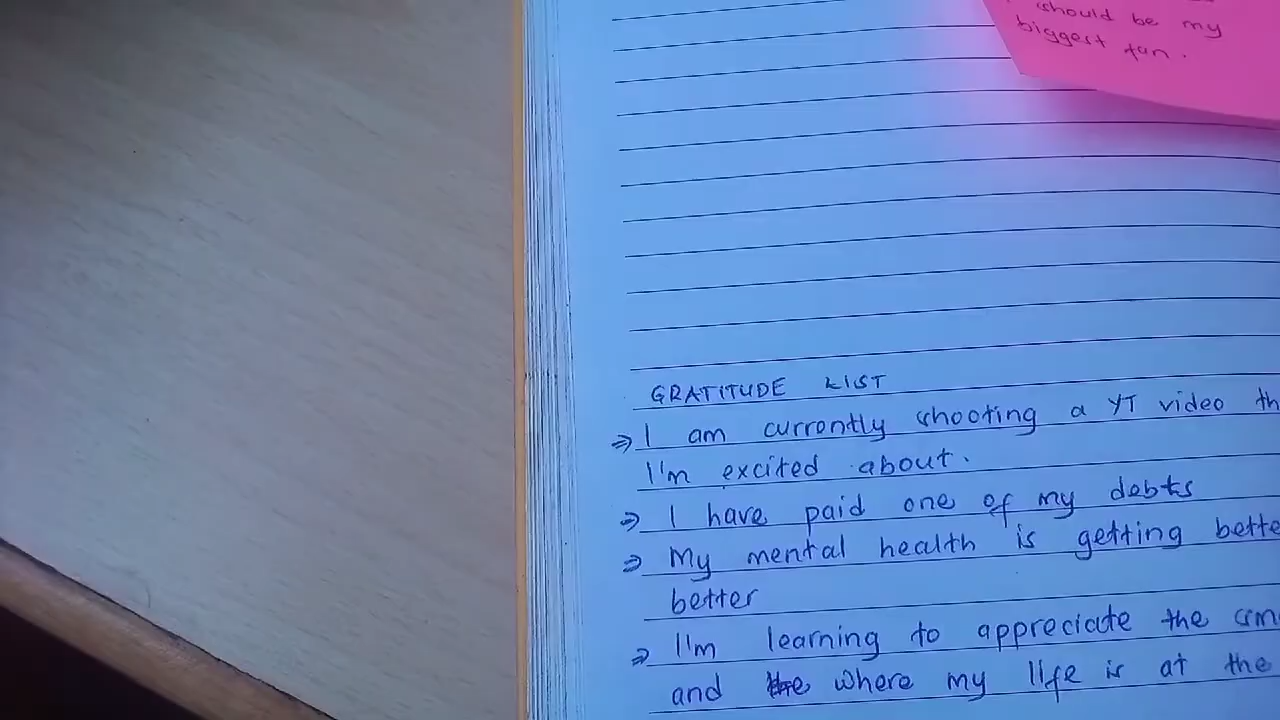 should be my
biggest fan.
GRATITUDE LIST
⇒ I am currently shooting a YT video
I'm excited about.
⇒ I have paid one of my debts
⇒ My mental health is getting
better
⇒ I'm learning to appreciate the
and where my life is at the